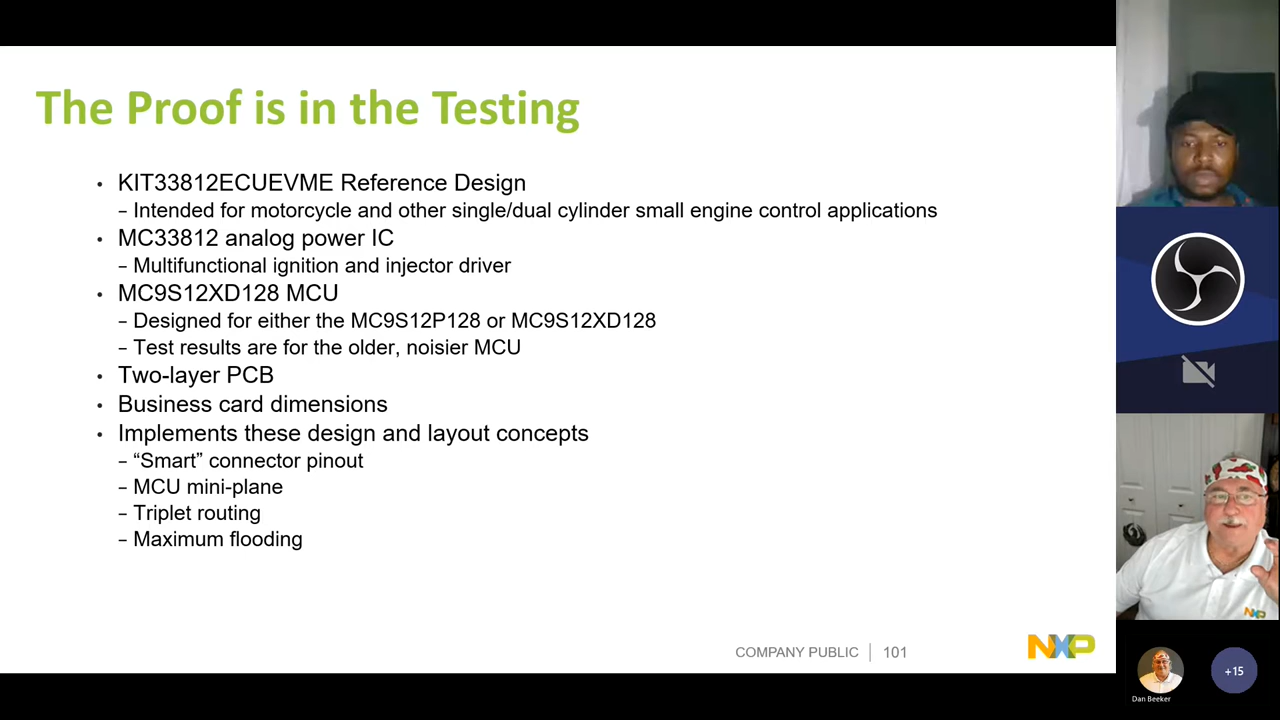 The Proof is in the Testing
• KIT33812ECUEVME Reference Design
– Intended for motorcycle and other single/dual cylinder small engine control applications
• MC33812 analog power IC
– Multifunctional ignition and injector driver
• MC9S12XD128 MCU
– Designed for either the MC9S12P128 or MC9S12XD128
– Test results are for the older, noisier MCU
• Two-layer PCB
• Business card dimensions
• Implements these design and layout concepts
– “Smart” connector pinout
– MCU mini-plane
– Triplet routing
– Maximum flooding
COMPANY PUBLIC | 101
NXP
NXP
Dan Beeker
+15